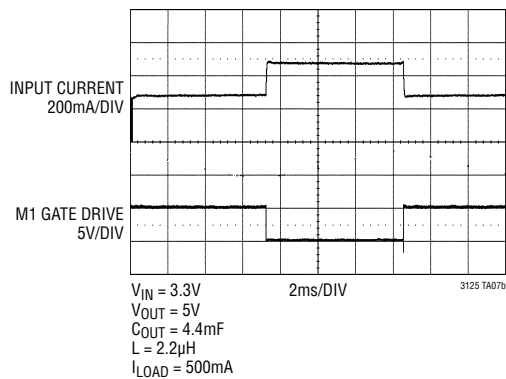 INPUT CURRENT
200mA/DIV
M1 GATE DRIVE
5V/DIV
VIN = 3.3V
VOUT = 5V
COUT = 4.4mF
L = 2.2µH
ILOAD = 500mA
2ms/DIV
3125 TA07b